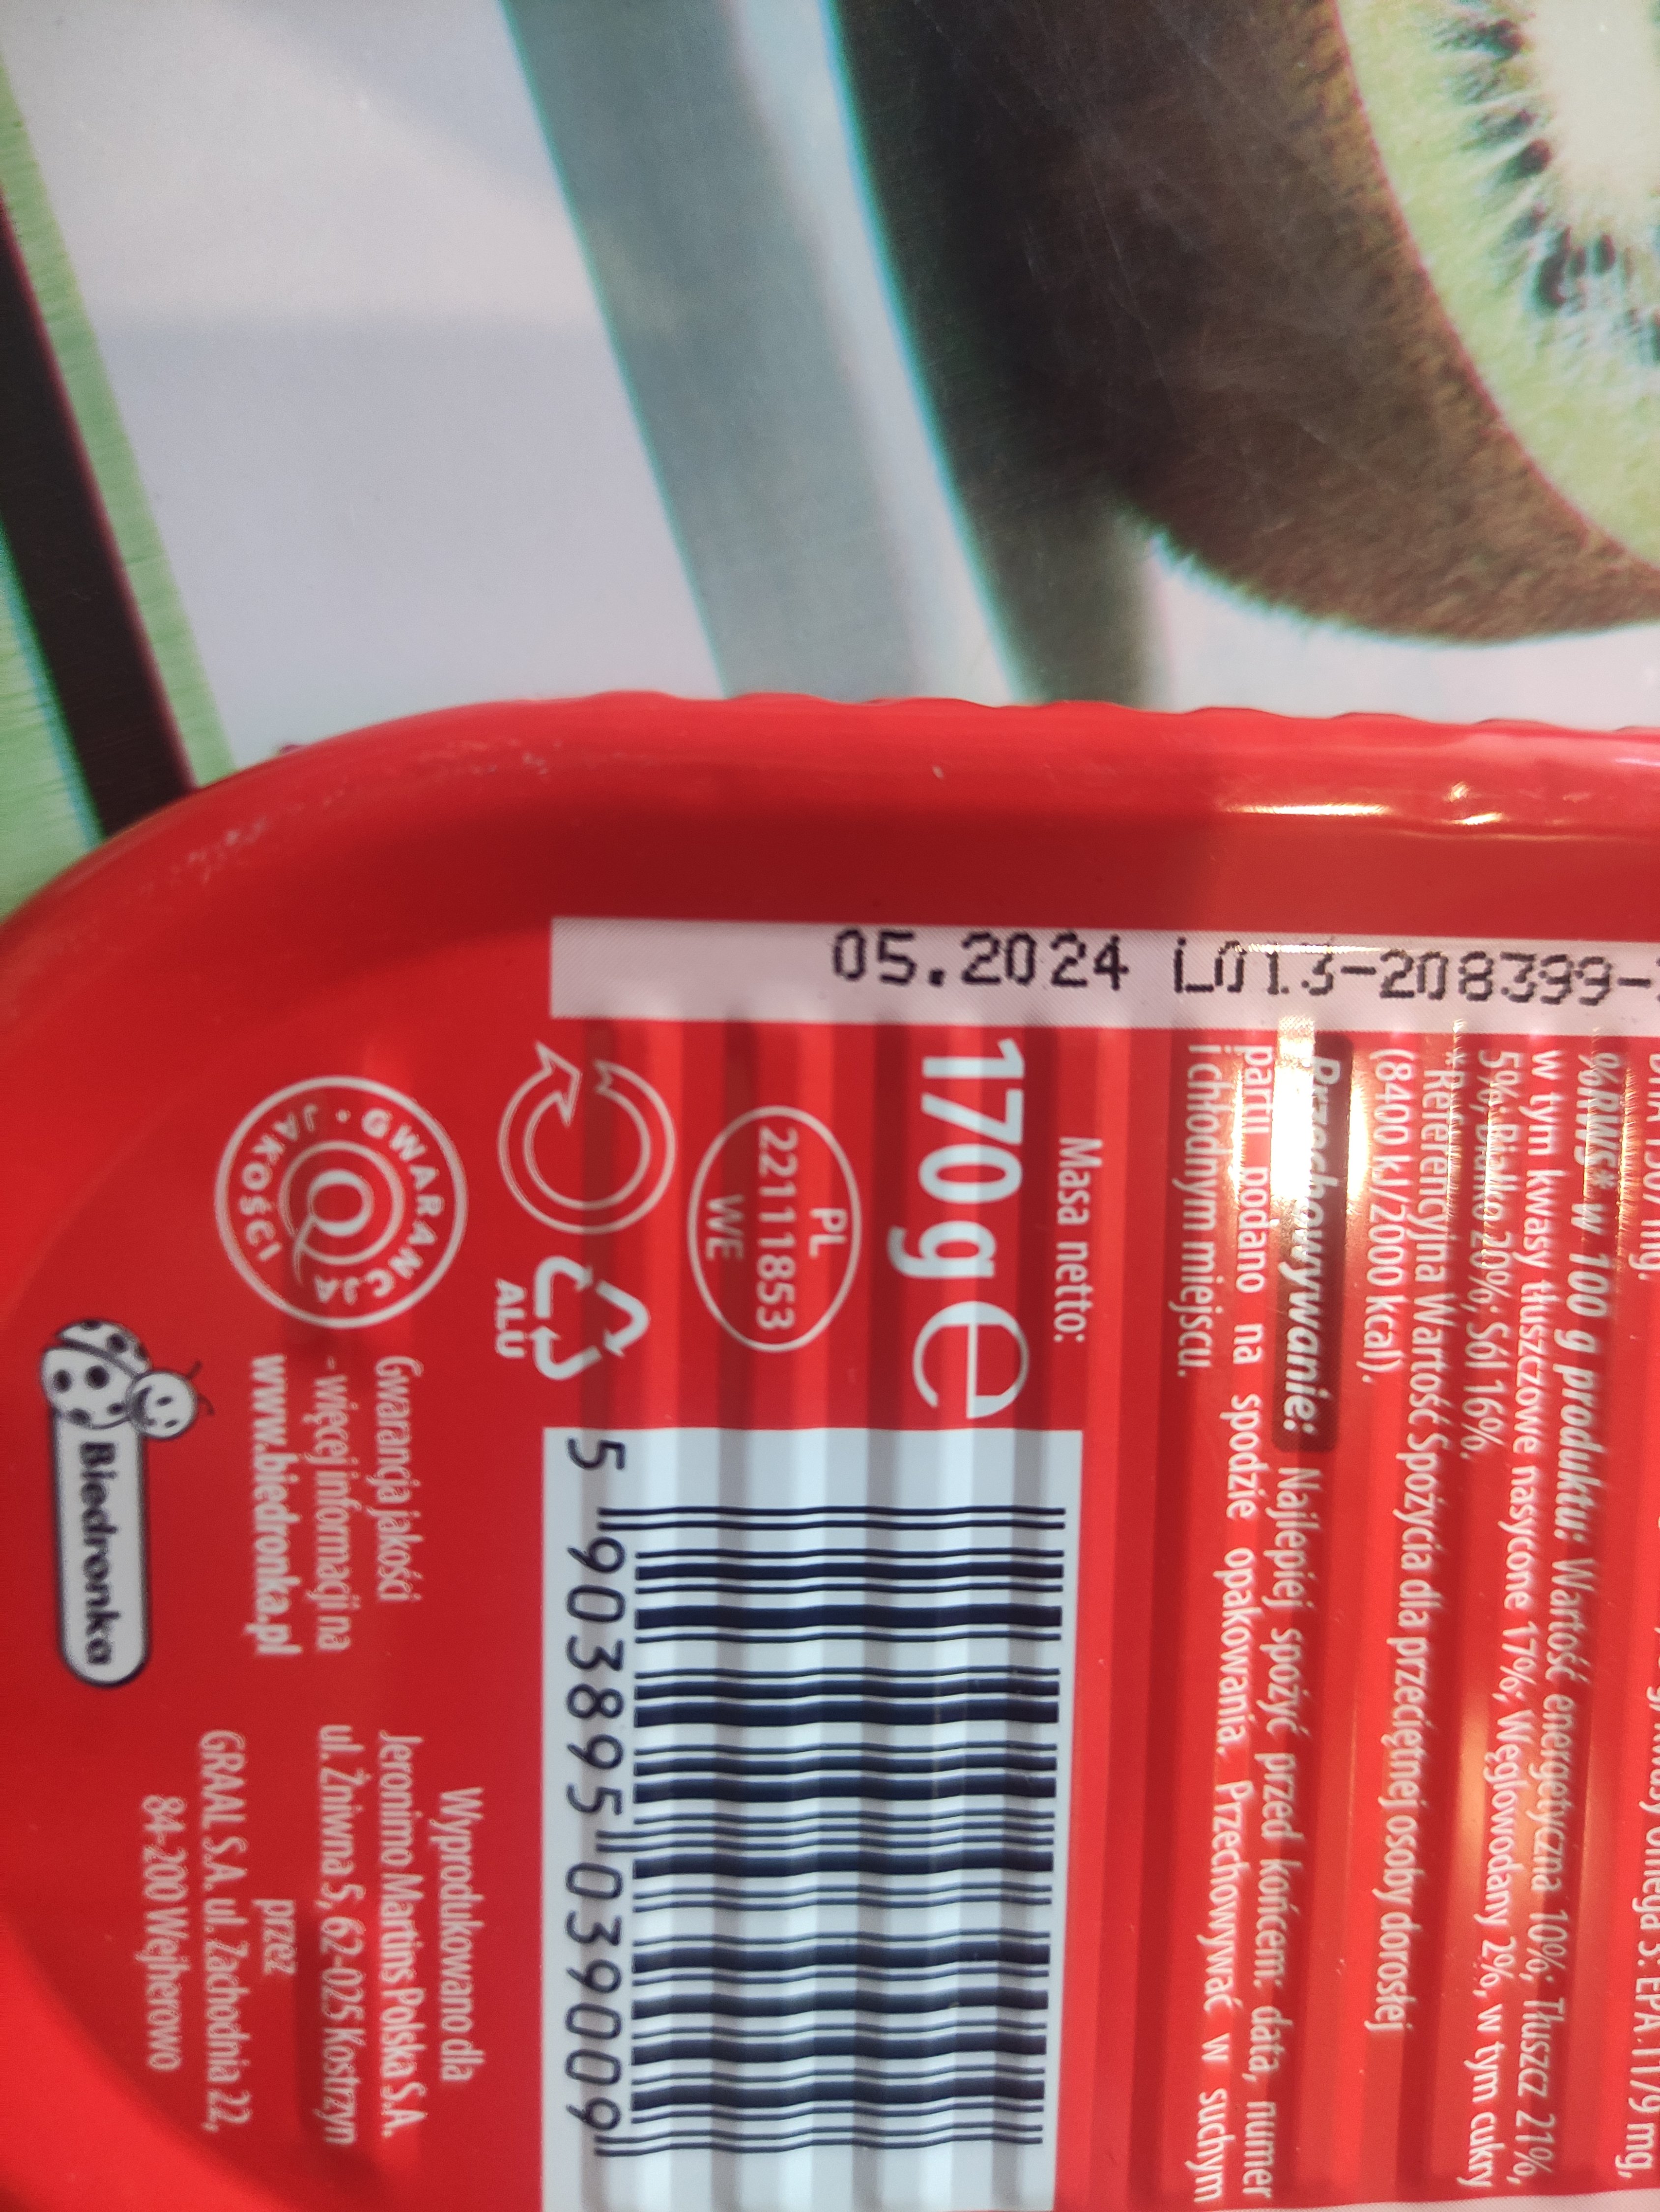 05.2024 L013-208399-
%RWS* w 100 g produktu: Wartość energetyczna 10%; Tłuszcz 21%,
w tym kwasy tłuszczowe nasycone 17%; Węglowodany 2%, w tym cukry
5%; Białko 20%; Sól 16%.
*Referencyjna Wartość Spożycia dla przeciętnej osoby dorosłej
(8400 kJ/2000 kcal).
Przechowywanie: Najlepiej spożyć przed końcem: data, numer
partii podano na spodzie opakowania. Przechowywać w suchym
i chłodnym miejscu.
Masa netto:
170 g e
PL
22111853
WE
ALU
5 903895 039009
GWARANCJA • JAKOŚCI
Q
Gwarancja jakości
- więcej informacji na
www.biedronka.pl
Biedronka
Wyprodukowano dla
Jeronimo Martins Polska S.A.
ul. Żniwna 5, 62-025 Kostrzyn
przez
GRAAL S.A. ul. Zachodnia 22,
84-200 Wejherowo